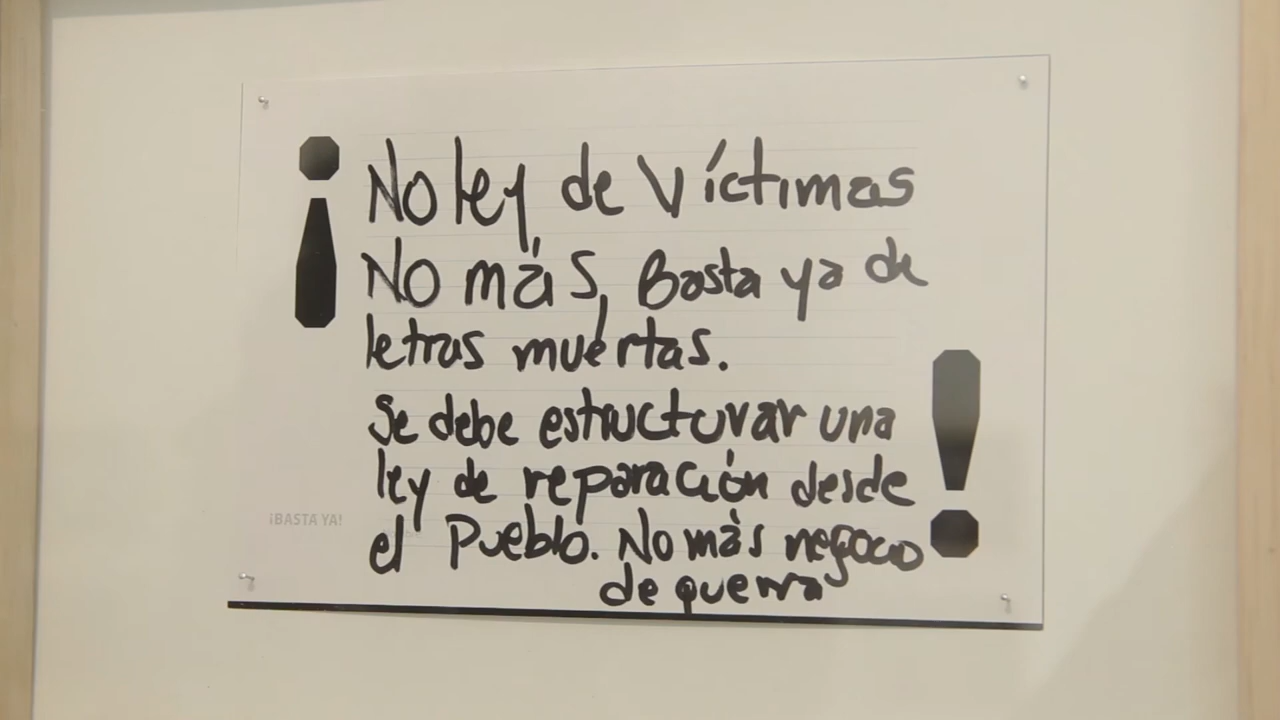 ¡No ley de Víctimas
No más, Basta ya de
letras muertas.
Se debe estructurar una
ley de reparación desde
el Pueblo. No más negocio
de guerra!
¡BASTA YA!